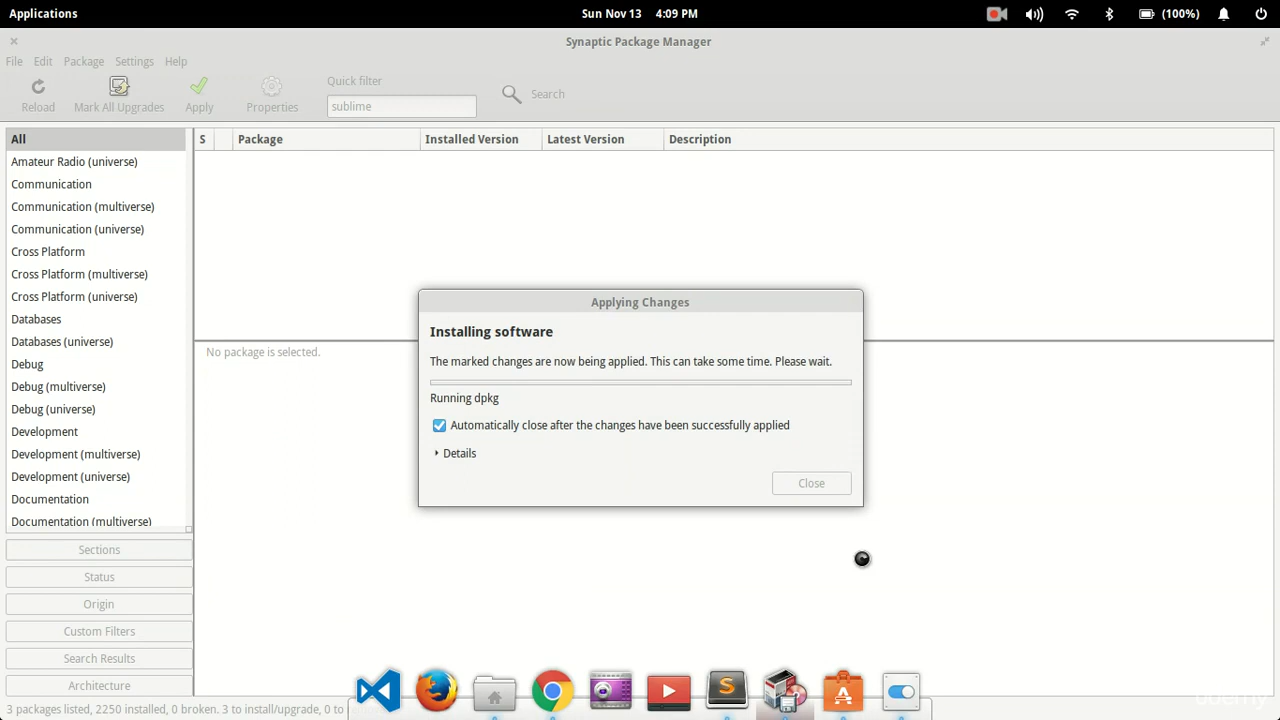 Applications
Sun Nov 13 4:09 PM
(100%)
Synaptic Package Manager
File Edit Package Settings Help
Quick filter
Reload
Mark All Upgrades
Apply
Properties
sublime
Search
All
S Package Installed Version Latest Version Description
Amateur Radio (universe)
Communication
Communication (multiverse)
Communication (universe)
Cross Platform
Cross Platform (multiverse)
Cross Platform (universe)
Databases
Databases (universe)
Debug
Debug (multiverse)
Debug (universe)
Development
Development (multiverse)
Development (universe)
Documentation
Documentation (multiverse)
No package is selected.
Applying Changes
Installing software
The marked changes are now being applied. This can take some time. Please wait.
Running dpkg
Automatically close after the changes have been successfully applied
Details
Close
Sections
Status
Origin
Custom Filters
Search Results
Architecture
3 packages listed, 2250 installed, 0 broken. 3 to install/upgrade, 0 to
udemy